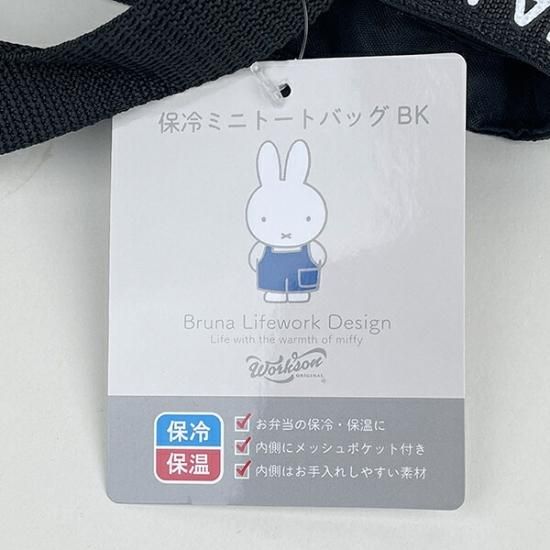 保冷ミニトートバッグ BK
Bruna Lifework Design
Life with the warmth of miffy
Work'son
ORIGINAL
®
保冷
保温
お弁当の保冷・保温に
内側にメッシュポケット付き
内側はお手入れしやすい素材